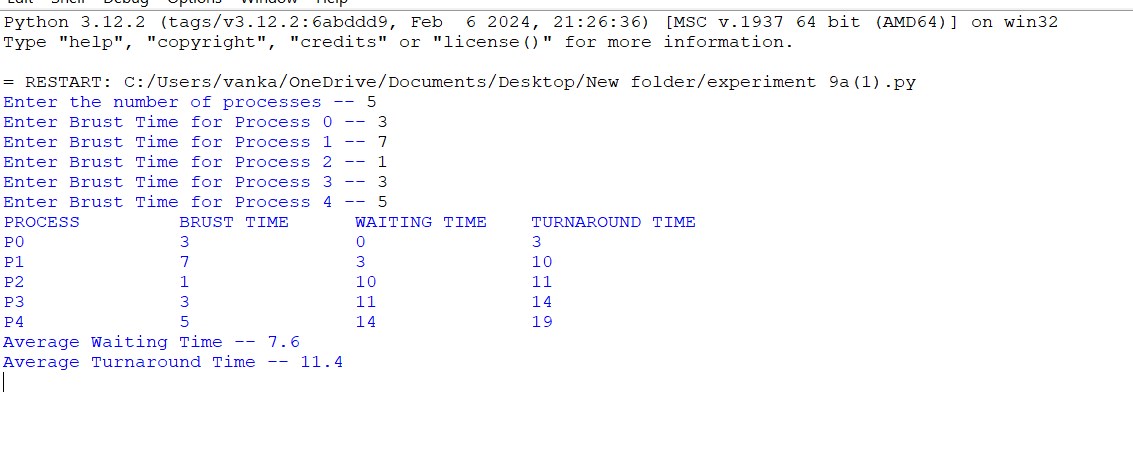 Edit Shell Debug Options Window Help
Python 3.12.2 (tags/v3.12.2:6abddd9, Feb  6 2024, 21:26:36) [MSC v.1937 64 bit (AMD64)] on win32
Type "help", "copyright", "credits" or "license()" for more information.
= RESTART: C:/Users/vanka/OneDrive/Documents/Desktop/New folder/experiment 9a(1).py
Enter the number of processes -- 5
Enter Brust Time for Process 0 -- 3
Enter Brust Time for Process 1 -- 7
Enter Brust Time for Process 2 -- 1
Enter Brust Time for Process 3 -- 3
Enter Brust Time for Process 4 -- 5
PROCESS BRUST TIME WAITING TIME TURNAROUND TIME
P0 3 0 3
P1 7 3 10
P2 1 10 11
P3 3 11 14
P4 5 14 19
Average Waiting Time -- 7.6
Average Turnaround Time -- 11.4